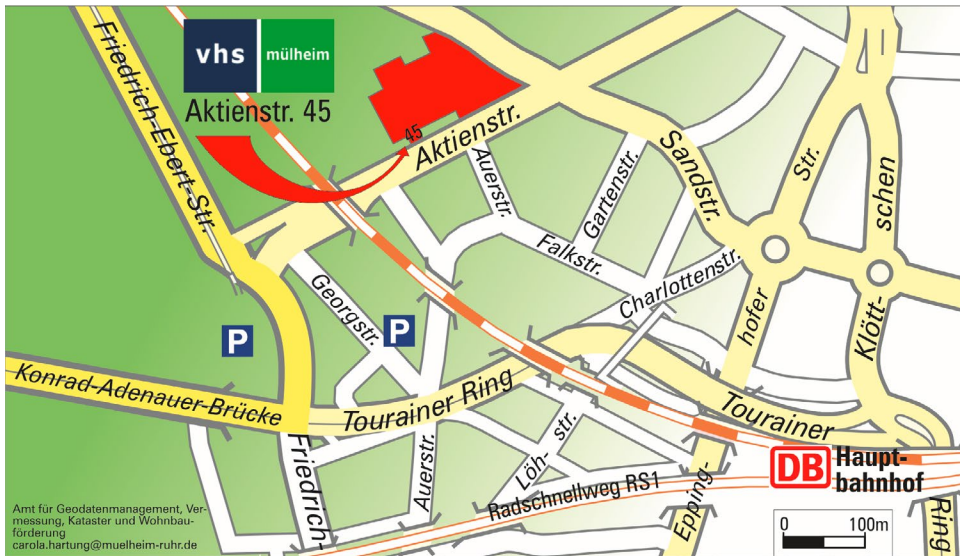 vhs
mülheim
Aktienstr. 45
Friedrich-Ebert-Str.
45
Aktienstr.
Sandstr.
Str.
schen
Auerstr.
Gartenstr.
Falkstr.
Charlottenstr.
Georgstr.
P
P
hofer
Klött-
Konrad-Adenauer-Brücke
Tourainer Ring
Tourainer
Friedrich-
Auerstr.
Löh-
str.
Radschnellweg RS1
Epping-
DB
Haupt-
bahnhof
Ring
0 100m
Amt für Geodatenmanagement, Ver-
messung, Kataster und Wohnbau-
förderung
carola.hartung@muelheim-ruhr.de